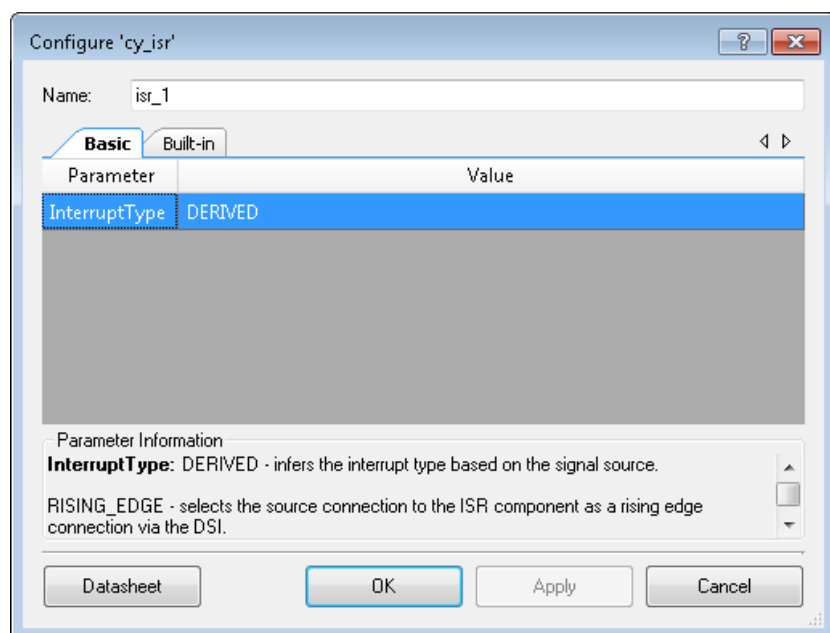 Configure 'cy_isr'
?
Name: isr_1
Basic Built-in
Parameter Value
InterruptType DERIVED
Parameter Information
InterruptType: DERIVED - infers the interrupt type based on the signal source.
RISING_EDGE - selects the source connection to the ISR component as a rising edge
connection via the DSI.
Datasheet OK Apply Cancel